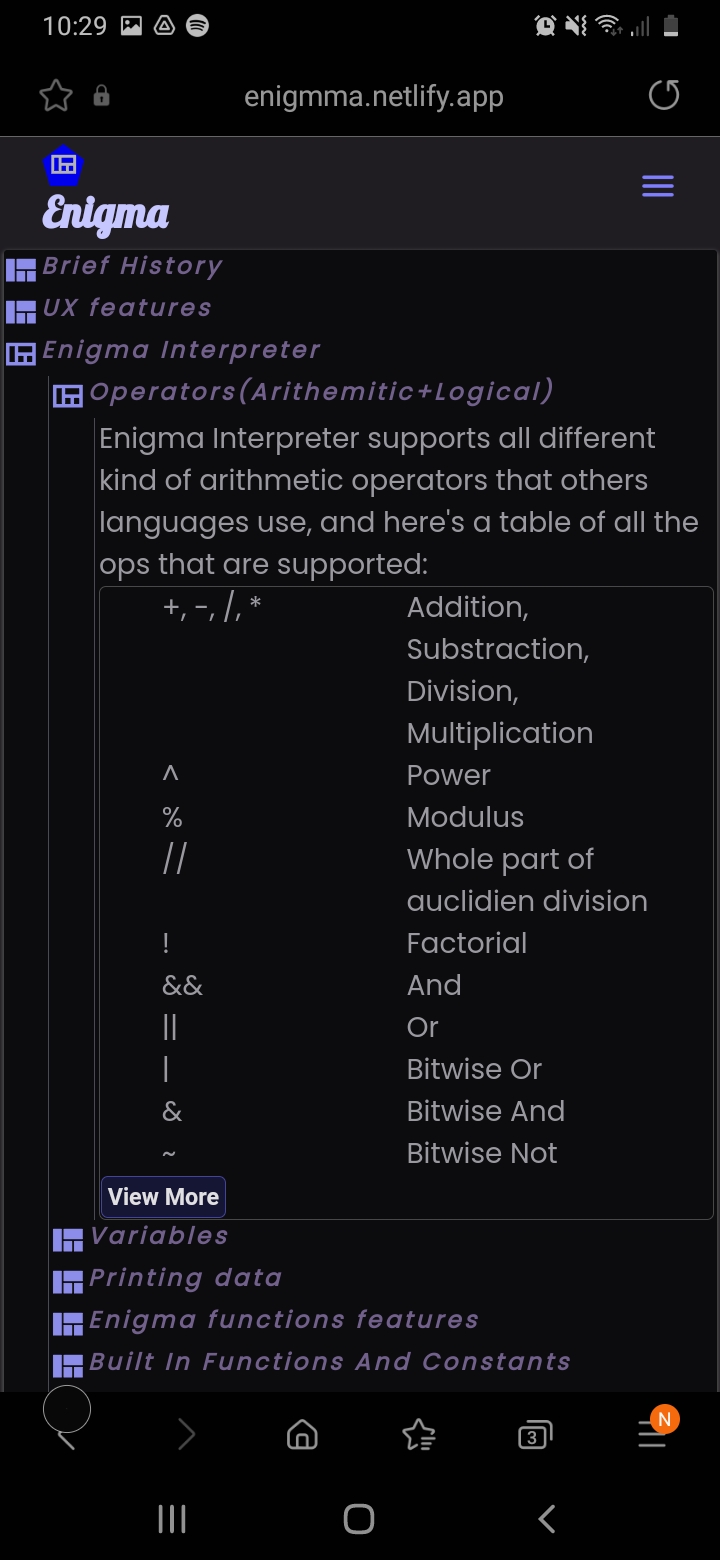 10:29
enigmma.netlify.app
Enigma
Brief History
UX features
Enigma Interpreter
Operators(Arithemitic+Logical)
Enigma Interpreter supports all different
kind of arithmetic operators that others
languages use, and here's a table of all the
ops that are supported:
+, -, /, * Addition,
Substraction,
Division,
Multiplication
^ Power
% Modulus
// Whole part of
auclidien division
! Factorial
&& And
|| Or
| Bitwise Or
& Bitwise And
~ Bitwise Not
View More
Variables
Printing data
Enigma functions features
Built In Functions And Constants
3
N